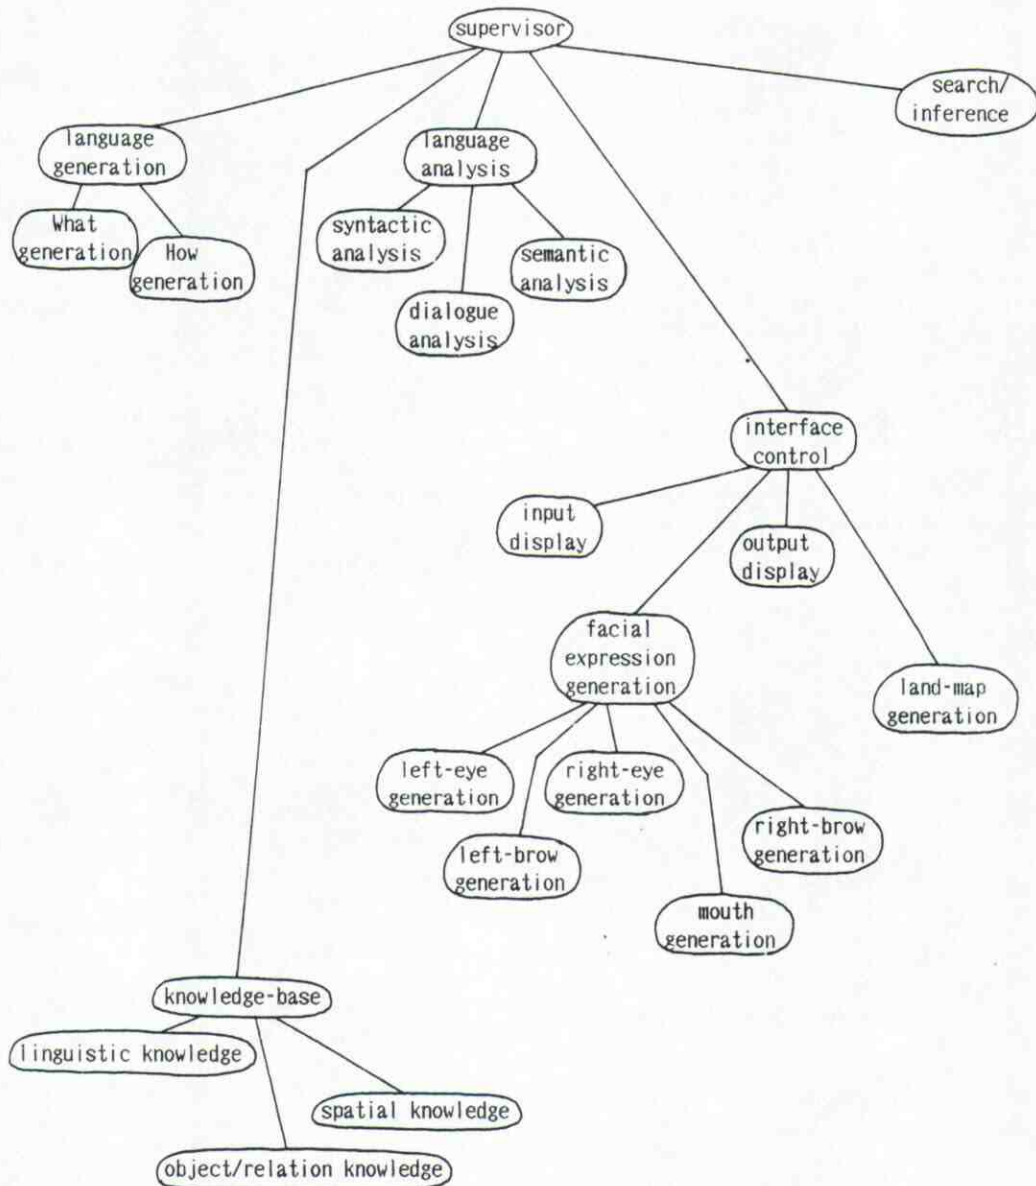 supervisor
search/
inference
language
generation
language
analysis
What
generation
How
generation
syntactic
analysis
semantic
analysis
dialogue
analysis
interface
control
input
display
output
display
facial
expression
generation
land-map
generation
left-eye
generation
right-eye
generation
left-brow
generation
right-brow
generation
mouth
generation
knowledge-base
linguistic knowledge
spatial knowledge
object/relation knowledge